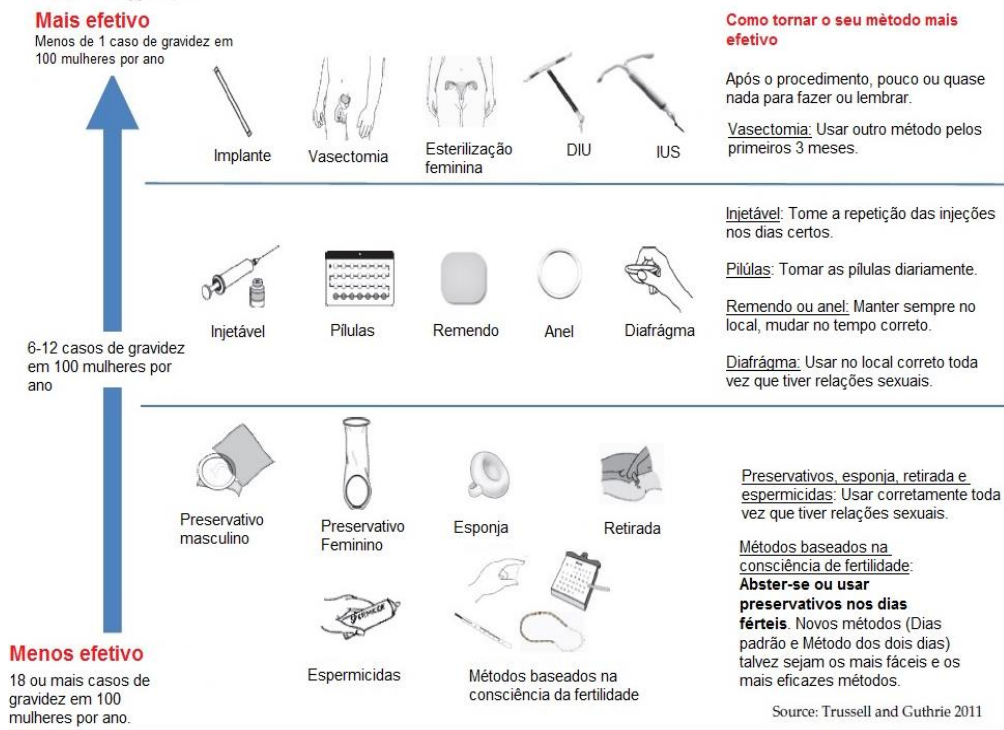 Mais efetivo
Menos de 1 caso de gravidez em
100 mulheres por ano
Implante
Vasectomia
Esterilização
feminina
DIU
IUS
Como tornar o seu mètodo mais
efetivo
Após o procedimento, pouco ou quase
nada para fazer ou lembrar.
Vasectomia: Usar outro método pelos
primeiros 3 meses.
6-12 casos de gravidez
em 100 mulheres por
ano
Injetável
Pílulas
Remendo
Anel
Diafrágma
Injetável: Tome a repetição das injeções
nos dias certos.
Pilúlas: Tomar as pílulas diariamente.
Remendo ou anel: Manter sempre no
local, mudar no tempo correto.
Diafrágma: Usar no local correto toda
vez que tiver relações sexuais.
Preservativo
masculino
Preservativo
Feminino
Esponja
Retirada
Espermicidas
Métodos baseados na
consciência da fertilidade
Preservativos, esponja, retirada e
espermicidas: Usar corretamente toda
vez que tiver relações sexuais.
Métodos baseados na
consciência de fertilidade:
Abster-se ou usar
preservativos nos dias
férteis. Novos métodos (Dias
padrão e Método dos dois dias)
talvez sejam os mais fáceis e os
mais eficazes métodos.
Menos efetivo
18 ou mais casos de
gravidez em 100
mulheres por ano.
Source: Trussell and Guthrie 2011